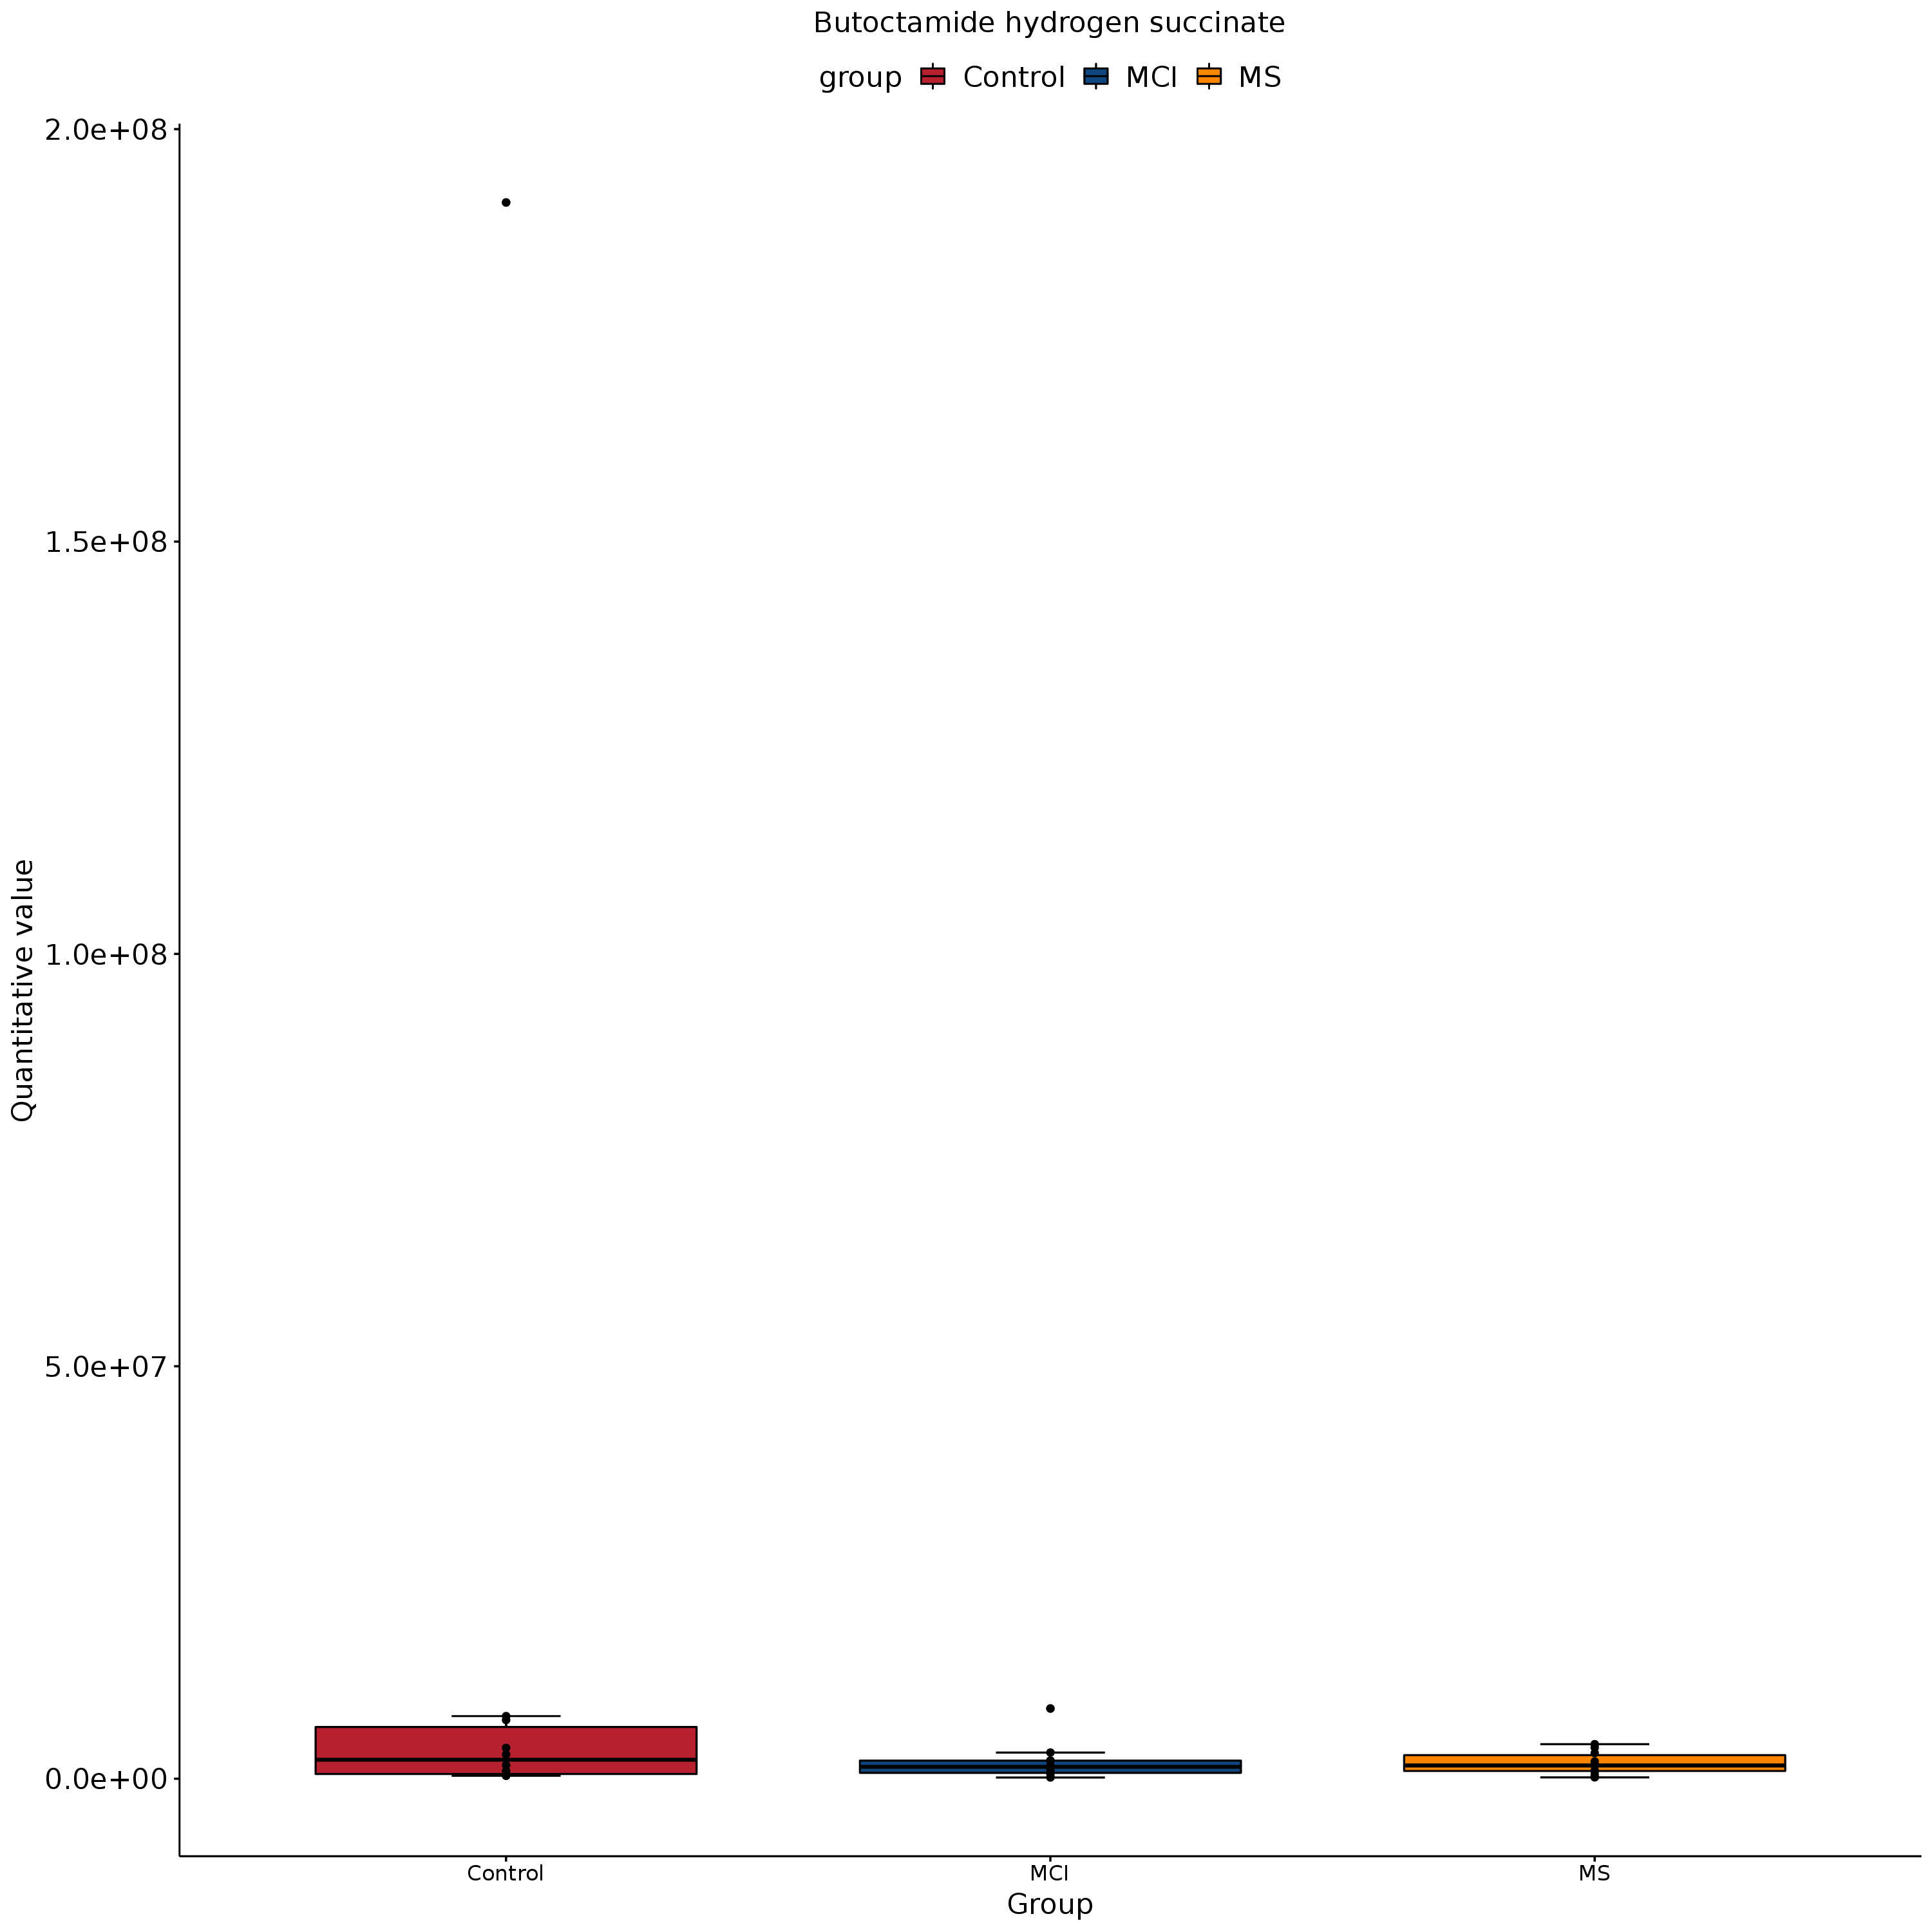 Butoctamide hydrogen succinate
group Control MCI MS
2.0e+08
1.5e+08
1.0e+08
5.0e+07
0.0e+00
Quantitative value
Control MCI MS
Group